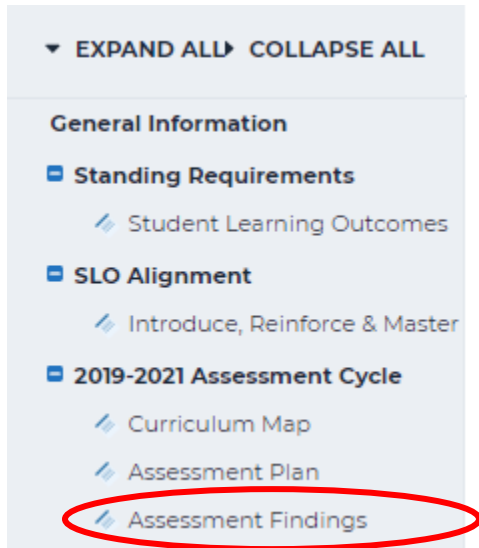 EXPAND ALL COLLAPSE ALL
General Information
Standing Requirements
Student Learning Outcomes
SLO Alignment
Introduce, Reinforce & Master
2019-2021 Assessment Cycle
Curriculum Map
Assessment Plan
Assessment Findings